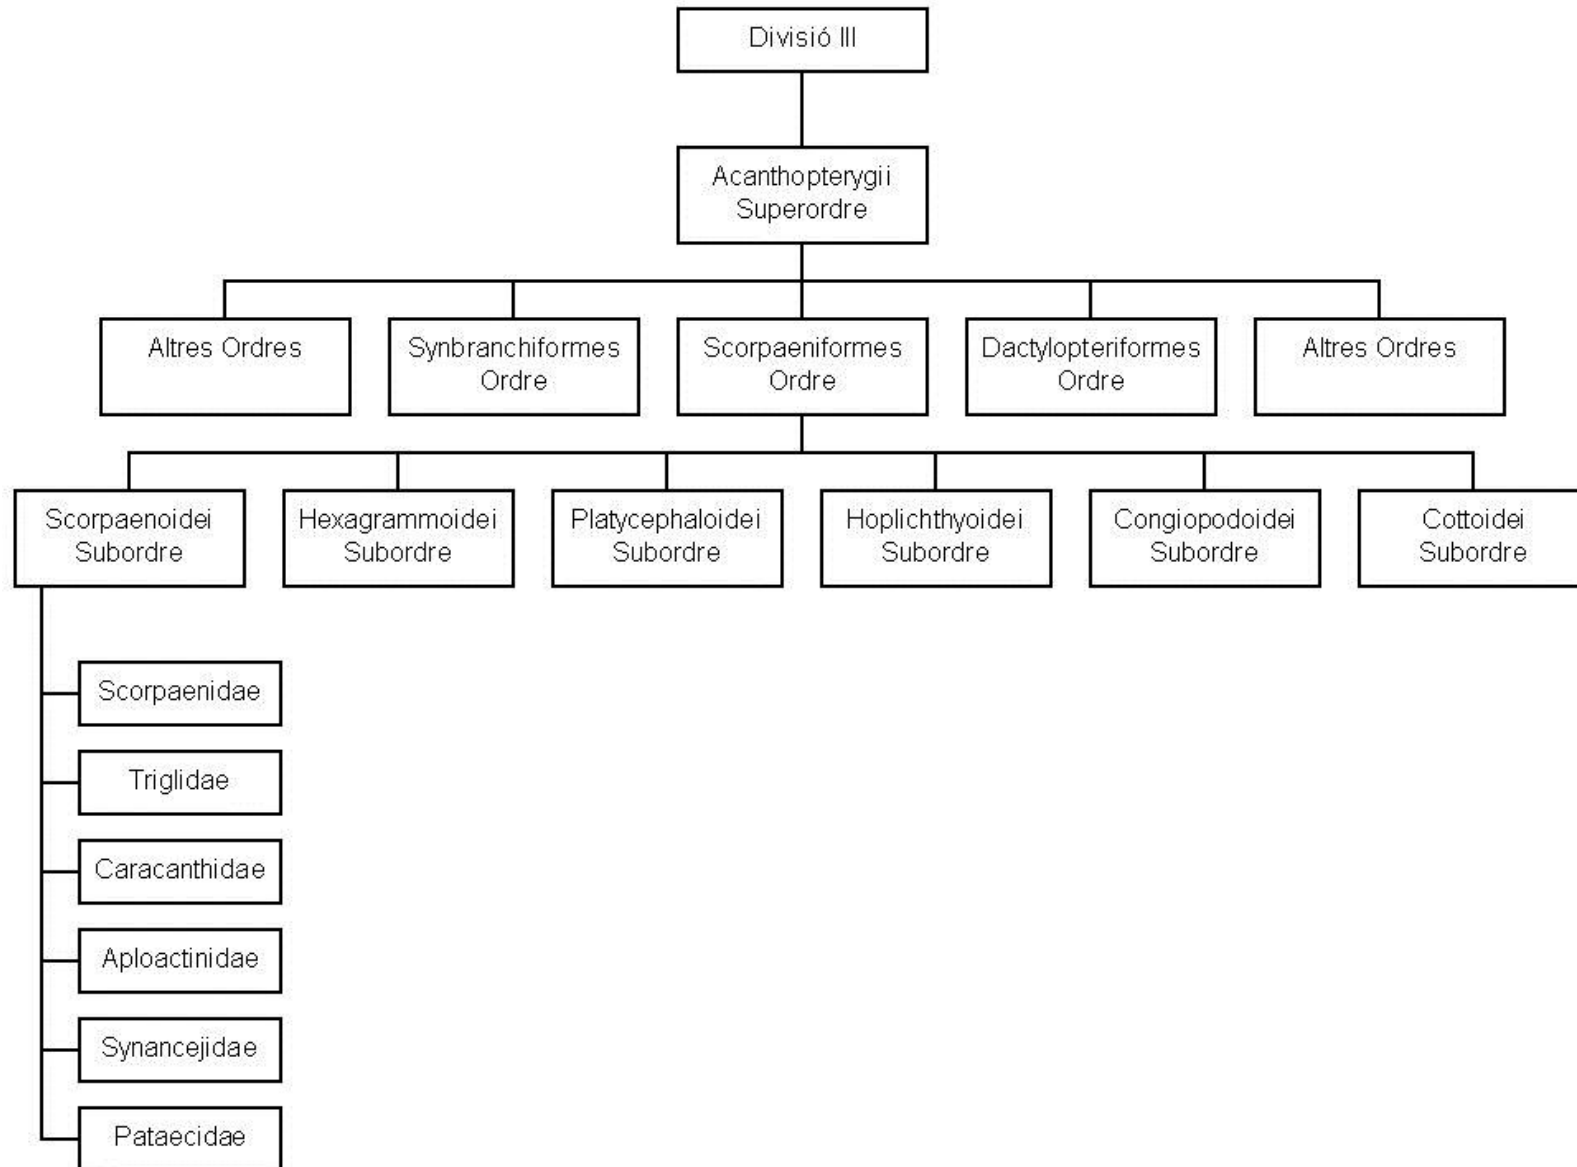 Divisió III
Acanthopterygii
Superordre
Altres Ordres
Synbranchiformes
Ordre
Scorpaeniformes
Ordre
Dactylopteriformes
Ordre
Altres Ordres
Scorpaenoidei
Subordre
Hexagrammoidei
Subordre
Platycephaloidei
Subordre
Hoplichthyoidei
Subordre
Congiopodoidei
Subordre
Cottoidei
Subordre
Scorpaenidae
Triglidae
Caracanthidae
Aploactinidae
Synancejidae
Pataecidae